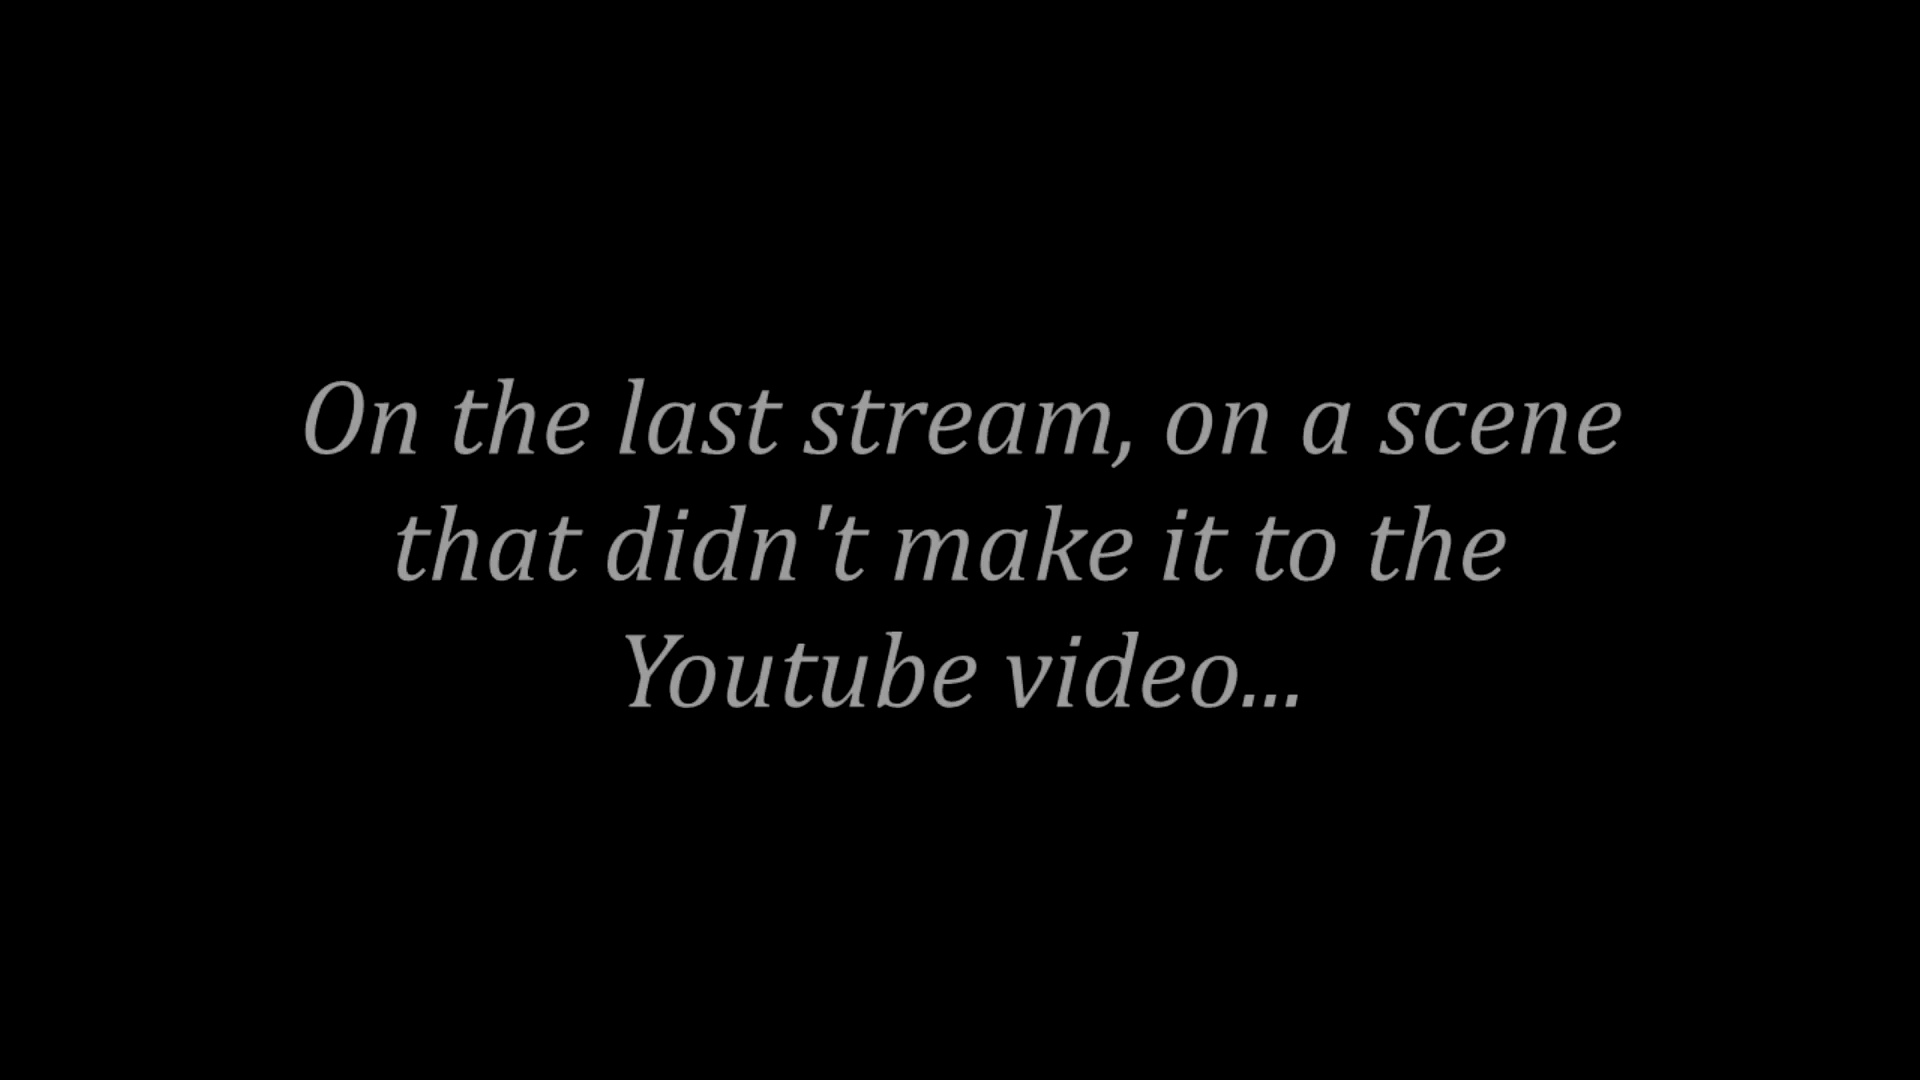 On the last stream, on a scene
that didn't make it to the
Youtube video...